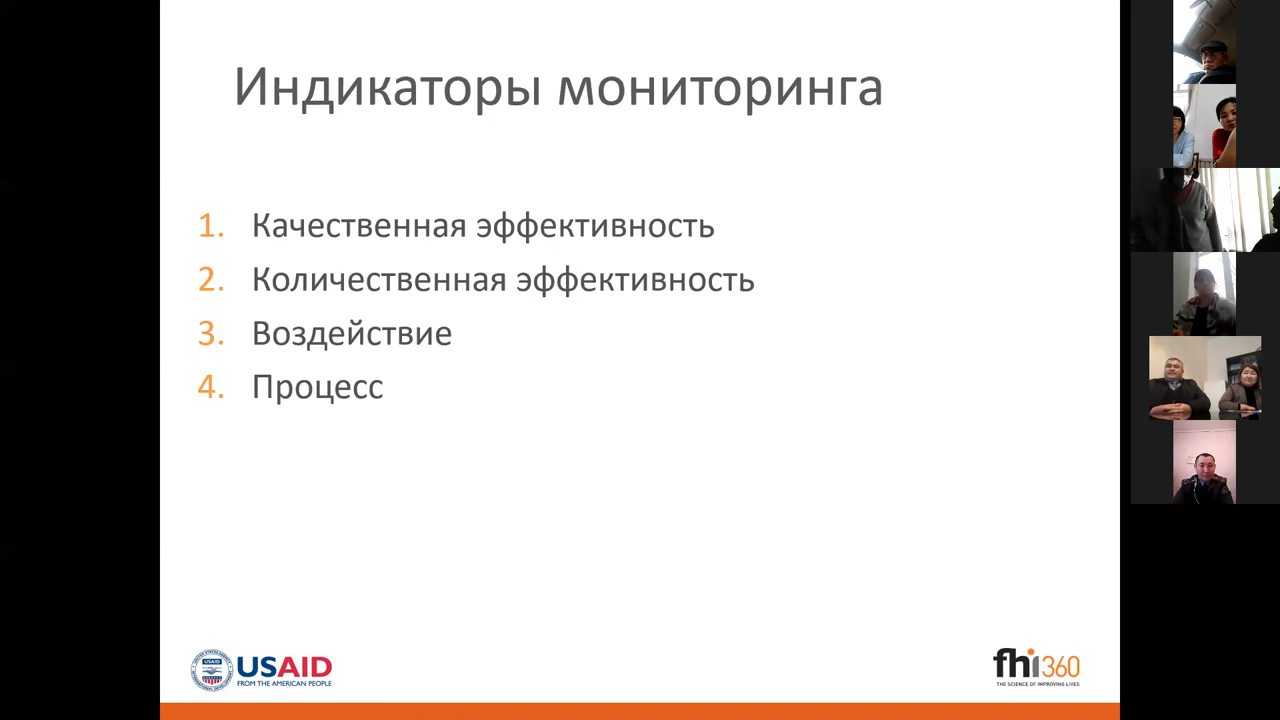 Индикаторы мониторинга
1. Качественная эффективность
2. Количественная эффективность
3. Воздействие
4. Процесс
USAID
FROM THE AMERICAN PEOPLE
fhi360
THE SCIENCE OF IMPROVING LIVES